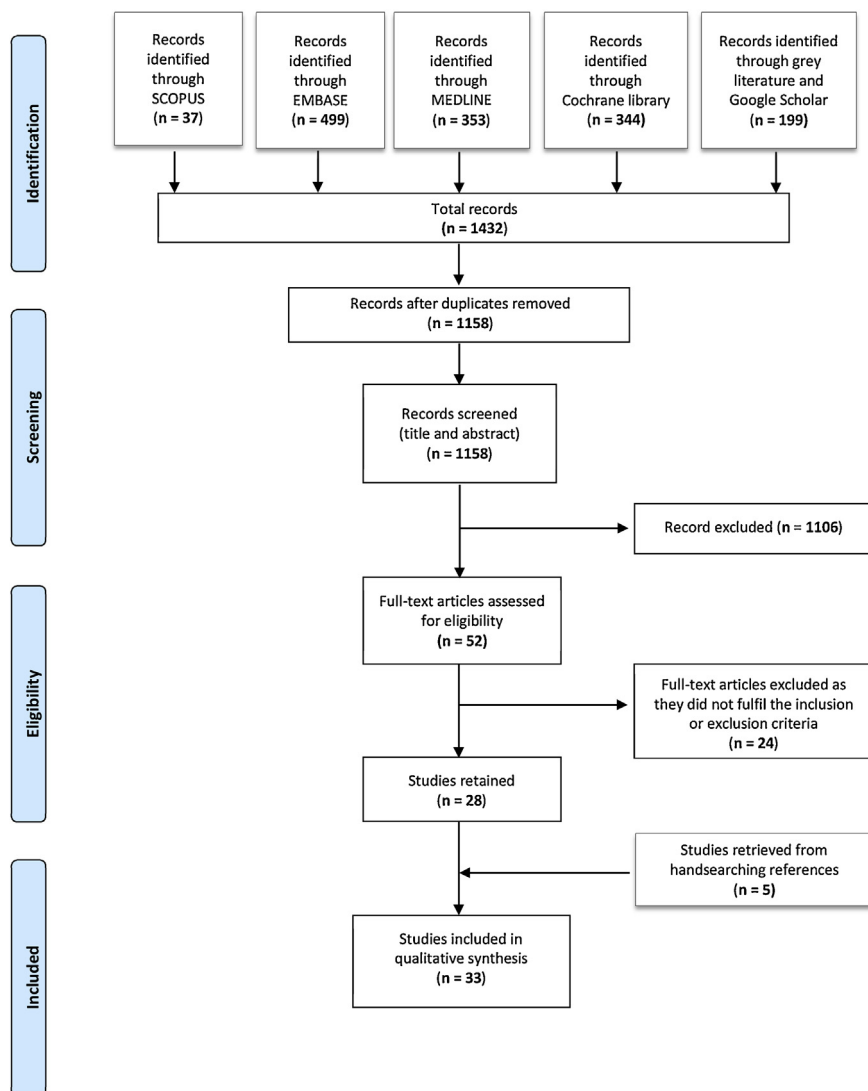 Identification
Records
identified
through
SCOPUS
(n = 37)
Records
identified
through
EMBASE
(n = 499)
Records
identified
through
MEDLINE
(n = 353)
Records
identified
through
Cochrane library
(n = 344)
Records identified
through grey
literature and
Google Scholar
(n = 199)
Total records
(n = 1432)
Screening
Records after duplicates removed
(n = 1158)
Records screened
(title and abstract)
(n = 1158)
Record excluded (n = 1106)
Eligibility
Full-text articles assessed
for eligibility
(n = 52)
Full-text articles excluded as
they did not fulfil the inclusion
or exclusion criteria
(n = 24)
Studies retained
(n = 28)
Included
Studies retrieved from
handsearching references
(n = 5)
Studies included in
qualitative synthesis
(n = 33)